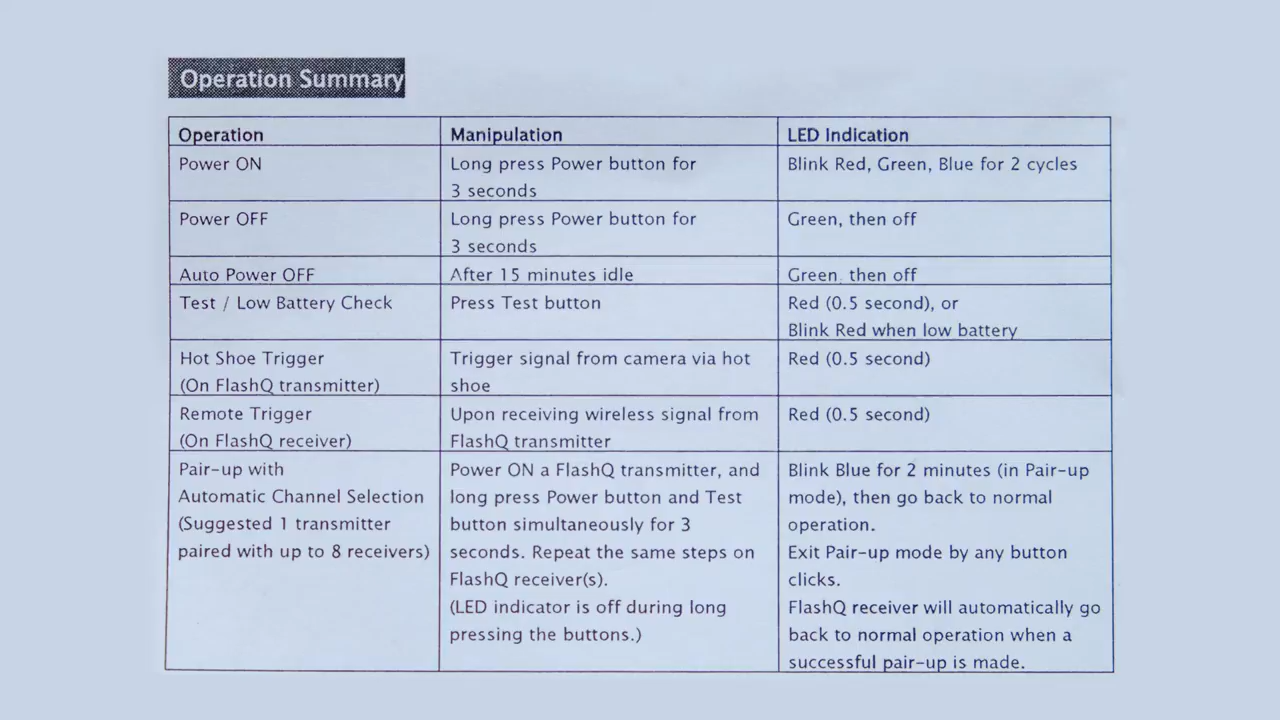 Operation Summary
Operation
Manipulation
LED Indication
Power ON
Long press Power button for
3 seconds
Blink Red, Green, Blue for 2 cycles
Power OFF
Long press Power button for
3 seconds
Green, then off
Auto Power OFF
After 15 minutes idle
Green, then off
Test / Low Battery Check
Press Test button
Red (0.5 second), or
Blink Red when low battery
Hot Shoe Trigger
(On FlashQ transmitter)
Trigger signal from camera via hot
shoe
Red (0.5 second)
Remote Trigger
(On FlashQ receiver)
Upon receiving wireless signal from
FlashQ transmitter
Red (0.5 second)
Pair-up with
Automatic Channel Selection
(Suggested 1 transmitter
paired with up to 8 receivers)
Power ON a FlashQ transmitter, and
long press Power button and Test
button simultaneously for 3
seconds. Repeat the same steps on
FlashQ receiver(s).
(LED indicator is off during long
pressing the buttons.)
Blink Blue for 2 minutes (in Pair-up
mode), then go back to normal
operation.
Exit Pair-up mode by any button
clicks.
FlashQ receiver will automatically go
back to normal operation when a
successful pair-up is made.